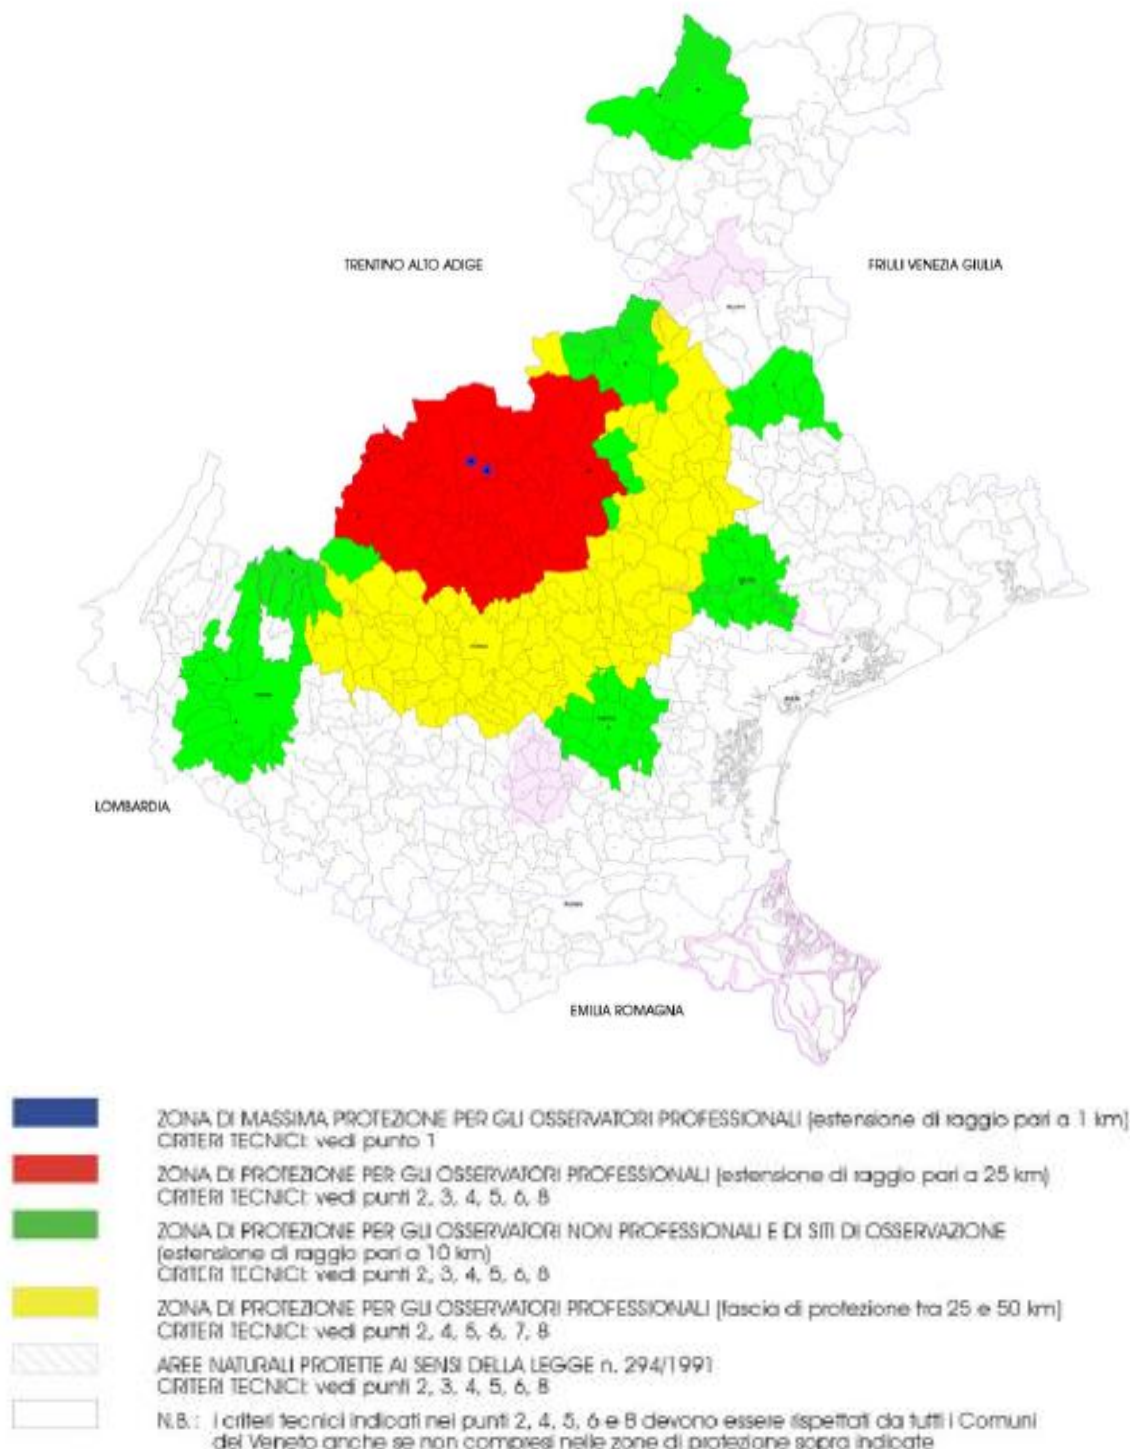 TRENTINO ALTO ADIGE
FRIULI VENEZIA GIULIA
LOMBARDIA
EMILIA ROMAGNA
ZONA DI MASSIMA PROTEZIONE PER GLI OSSERVATORI PROFESSIONALI (estensione di raggio pari a 1 km)
CRITERI TECNICI: vedi punto 1
ZONA DI PROTEZIONE PER GLI OSSERVATORI PROFESSIONALI (estensione di raggio pari a 25 km)
CRITERI TECNICI: vedi punti 2, 3, 4, 5, 6, 8
ZONA DI PROTEZIONE PER GLI OSSERVATORI NON PROFESSIONALI E DI SITI DI OSSERVAZIONE
(estensione di raggio pari a 10 km)
CRITERI TECNICI: vedi punti 2, 3, 4, 5, 6, 8
ZONA DI PROTEZIONE PER GLI OSSERVATORI PROFESSIONALI (fascia di protezione tra 25 e 50 km)
CRITERI TECNICI: vedi punti 2, 4, 5, 6, 7, 8
AREE NATURALI PROTETTE AI SENSI DELLA LEGGE n. 294/1991
CRITERI TECNICI: vedi punti 2, 3, 4, 5, 6, 8
N.B.: i criteri tecnici indicati nei punti 2, 4, 5, 6 e 8 devono essere rispettati da tutti i Comuni
del Veneto anche se non compresi nelle zone di protezione sopra indicate